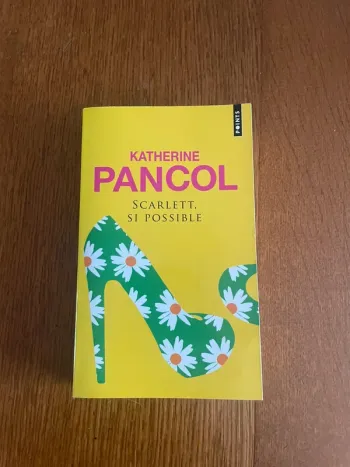 POINTS
KATHERINE
PANCOL
SCARLETT,
SI POSSIBLE